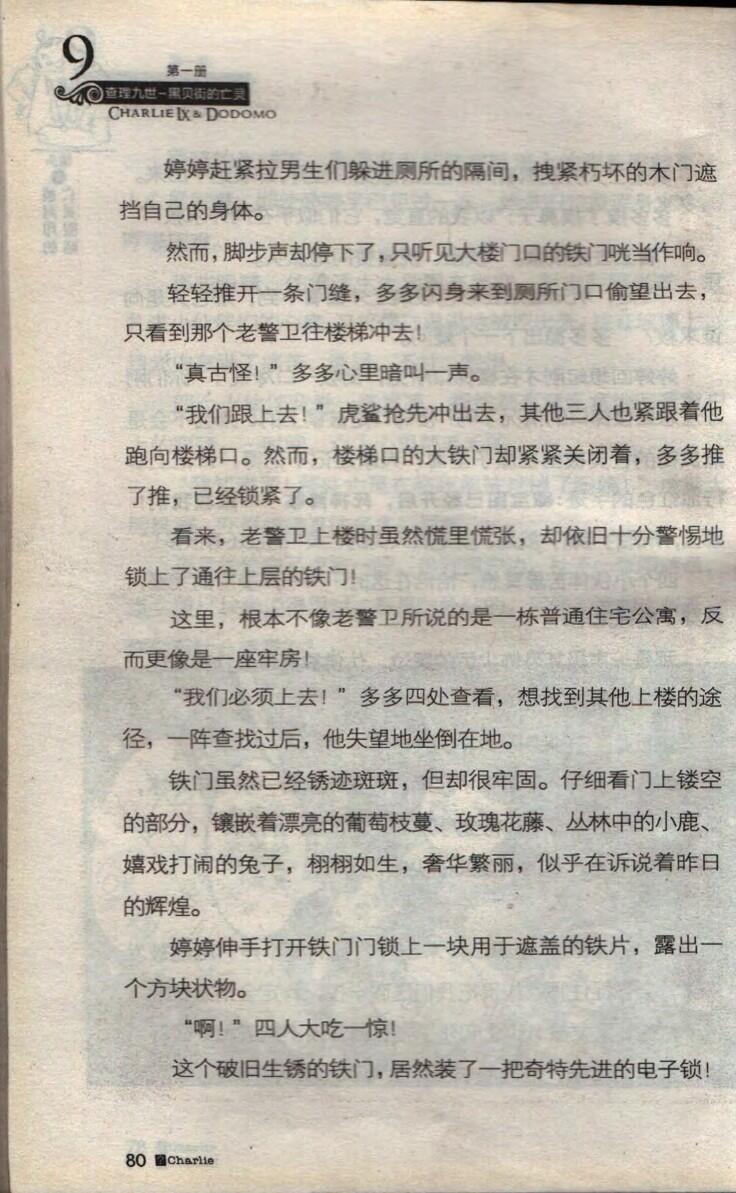 9
第一册
查理九世-黑贝街的亡灵
CHARLIE IX & DODOMO
婷婷赶紧拉男生们躲进厕所的隔间，拽紧朽坏的木门遮
挡自己的身体。
然而，脚步声却停下了，只听见大楼门口的铁门咣当作响。
轻轻推开一条门缝，多多闪身来到厕所门口偷望出去，
只看到那个老警卫往楼梯冲去！
“真古怪！”多多心里暗叫一声。
“我们跟上去！”虎鲨抢先冲出去，其他三人也紧跟着他
跑向楼梯口。然而，楼梯口的大铁门却紧紧关闭着，多多推
了推，已经锁紧了。
看来，老警卫上楼时虽然慌里慌张，却依旧十分警惕地
锁上了通往上层的铁门！
这里，根本不像老警卫所说的是一栋普通住宅公寓，反
而更像是一座牢房！
“我们必须上去！”多多四处查看，想找到其他上楼的途
径，一阵查找过后，他失望地坐倒在地。
铁门虽然已经锈迹斑斑，但却很牢固。仔细看门上镂空
的部分，镶嵌着漂亮的葡萄枝蔓、玫瑰花藤、丛林中的小鹿、
嬉戏打闹的兔子，栩栩如生，奢华繁丽，似乎在诉说着昨日
的辉煌。
婷婷伸手打开铁门门锁上一块用于遮盖的铁片，露出一
个方块状物。
“啊！”四人大吃一惊！
这个破旧生锈的铁门，居然装了一把奇特先进的电子锁！
80 Charlie